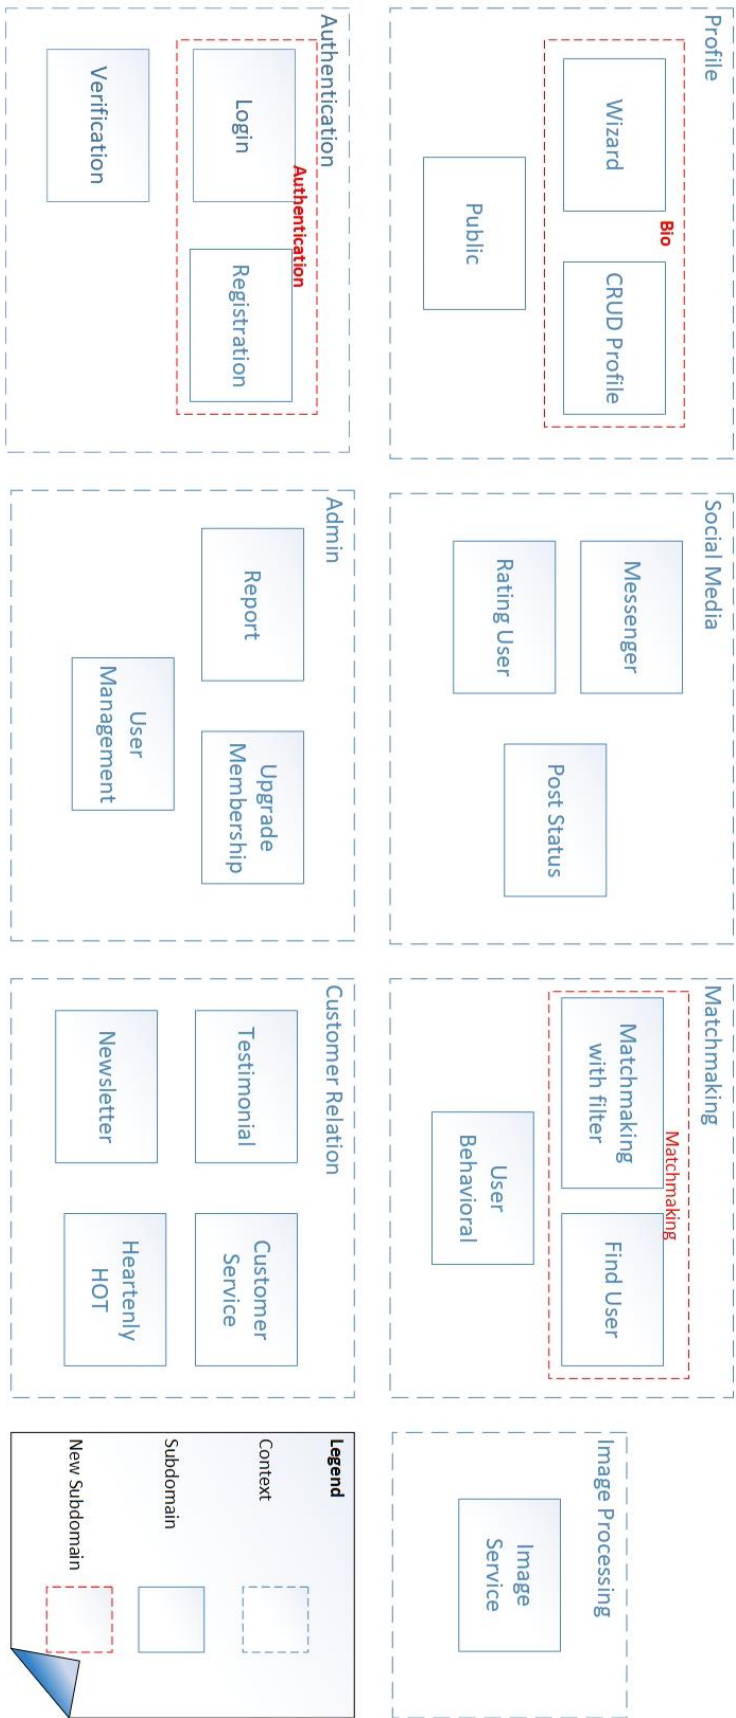 Profile
Wizard
Bio
CRUD Profile
Public
Social Media
Messenger
Rating User
Post Status
Matchmaking
Matchmaking
with filter
Matchmaking
Find User
User
Behavioral
Image Processing
Image
Service
Authentication
Login
Authentication
Registration
Verification
Admin
Report
Upgrade
Membership
User
Management
Customer Relation
Testimonial
Customer
Service
Newsletter
Heartenly
HOT
Legend
Context
Subdomain
New Subdomain